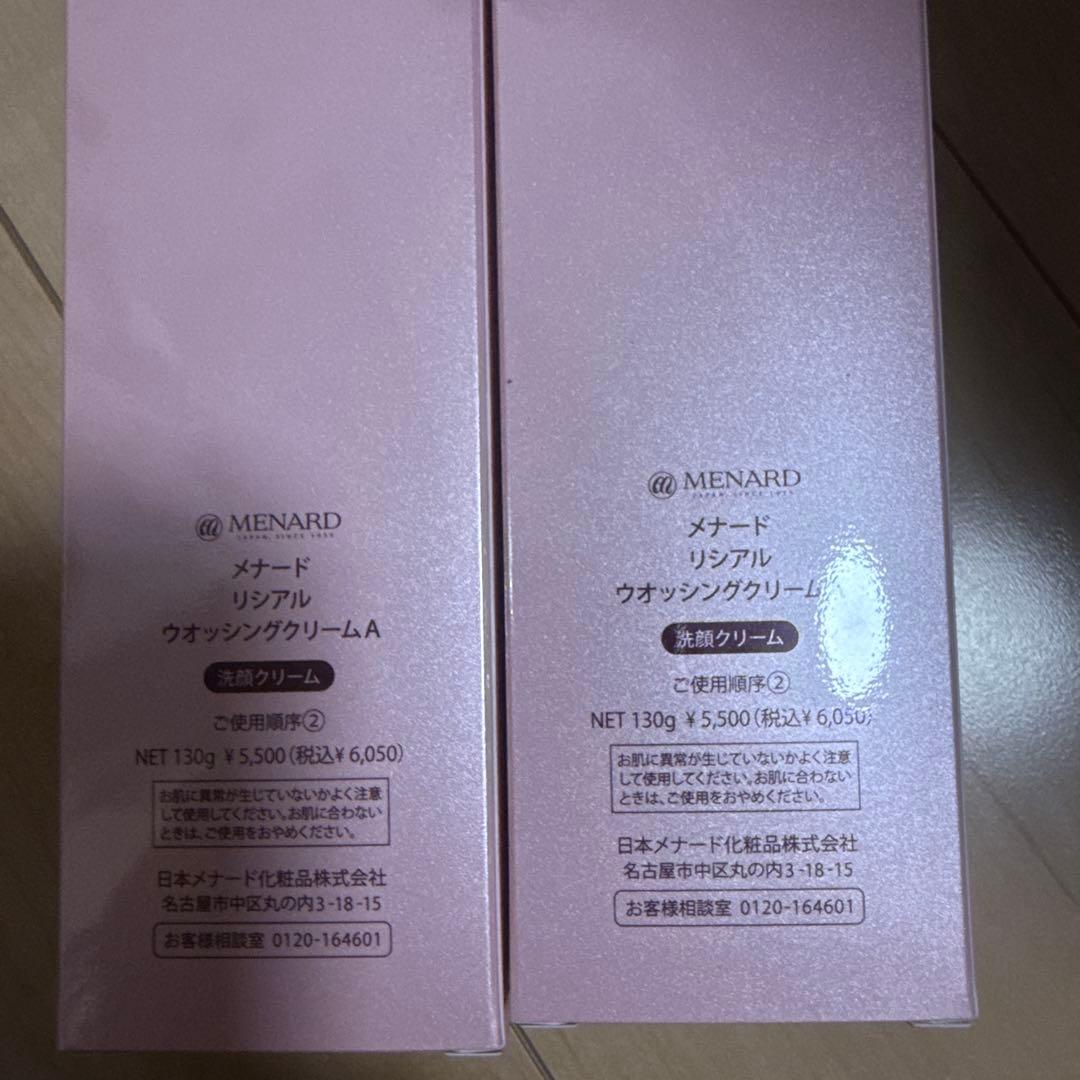 MENARD
JAPAN, SINCE 1959
メナード
リシアル
ウオッシングクリームA
洗顔クリーム
ご使用順序②
NET 130g ¥5,500(税込¥6,050)
お肌に異常が生じていないかよく注意
して使用してください。お肌に合わない
ときは、ご使用をおやめください。
日本メナード化粧品株式会社
名古屋市中区丸の内3-18-15
お客様相談室 0120-164601
MENARD
JAPAN, SINCE 1959
メナード
リシアル
ウオッシングクリームA
洗顔クリーム
ご使用順序②
NET 130g ¥5,500(税込¥6,050)
お肌に異常が生じていないかよく注意
して使用してください。お肌に合わない
ときは、ご使用をおやめください。
日本メナード化粧品株式会社
名古屋市中区丸の内3-18-15
お客様相談室 0120-164601